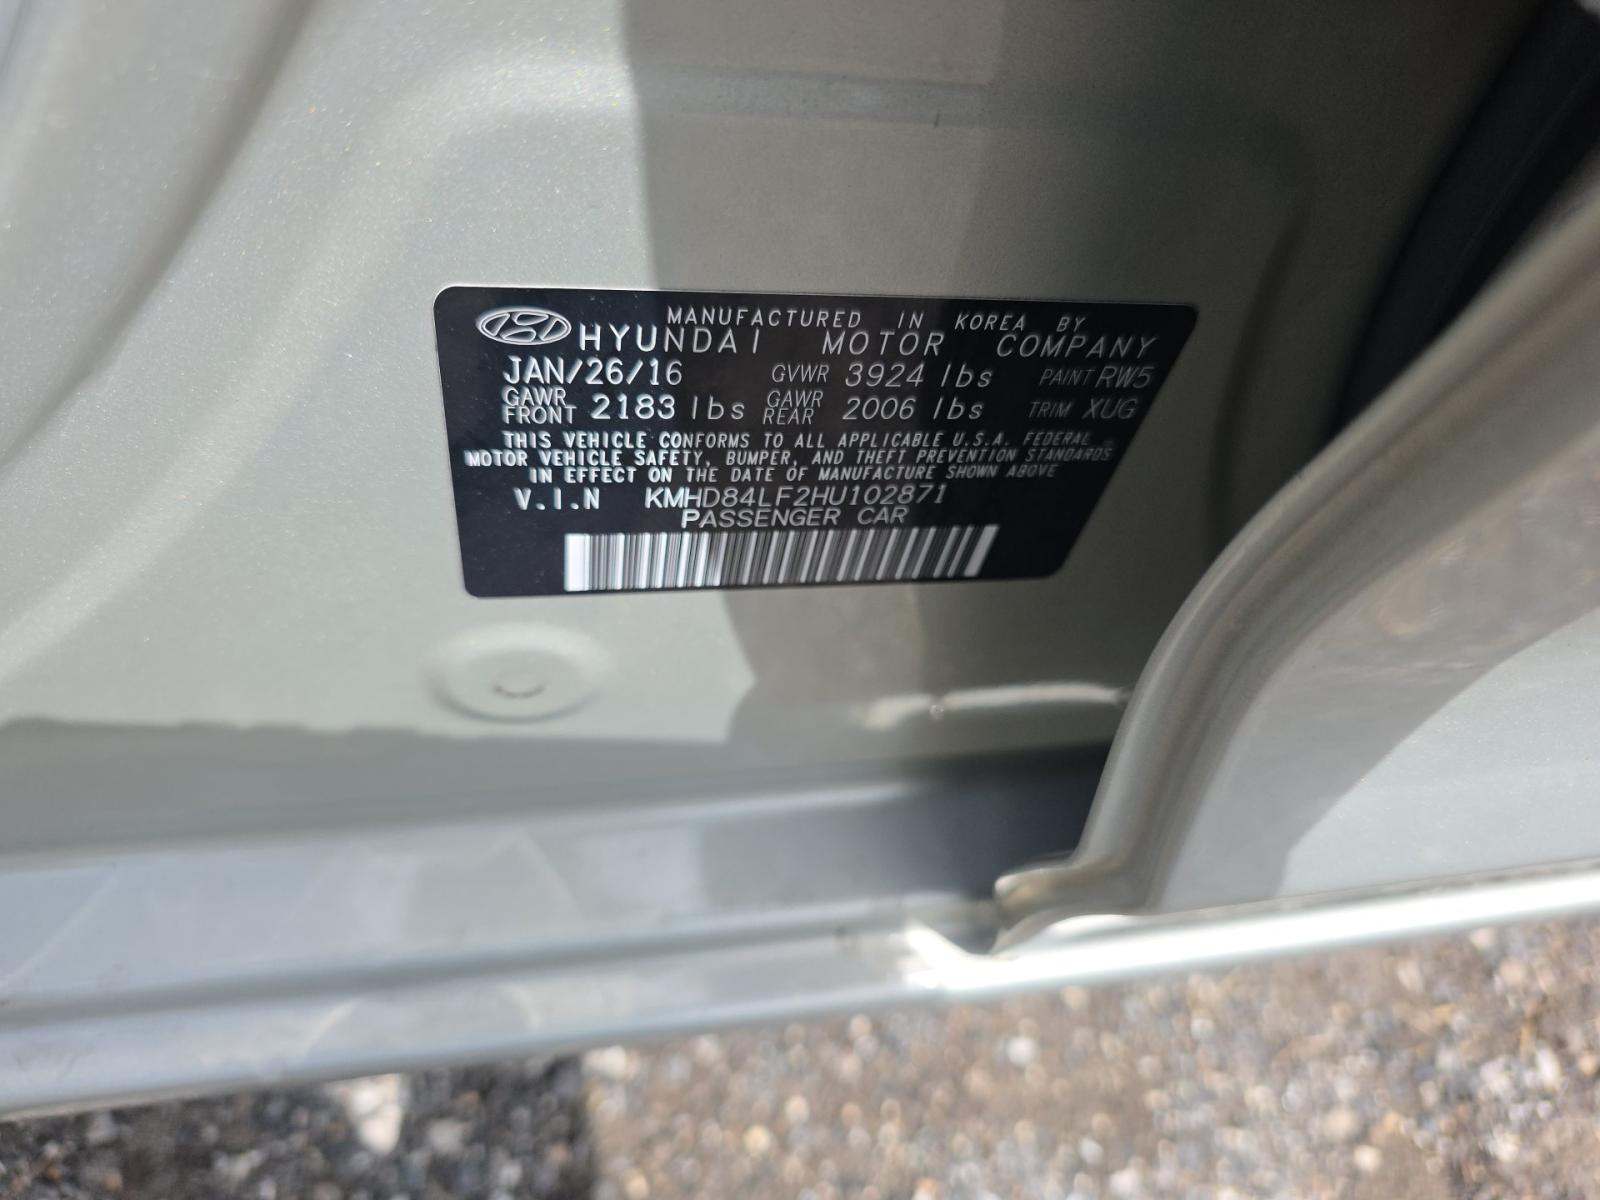 MANUFACTURED IN KOREA BY
HYUNDAI MOTOR COMPANY
JAN/26/16 GVWR 3924 lbs PAINT RW5
GAWR FRONT 2183 lbs GAWR REAR 2006 lbs TRIM XUG
THIS VEHICLE CONFORMS TO ALL APPLICABLE U.S.A. FEDERAL
MOTOR VEHICLE SAFETY, BUMPER, AND THEFT PREVENTION STANDARDS
IN EFFECT ON THE DATE OF MANUFACTURE SHOWN ABOVE
V.I.N KMHD84LF2HU102871
PASSENGER CAR